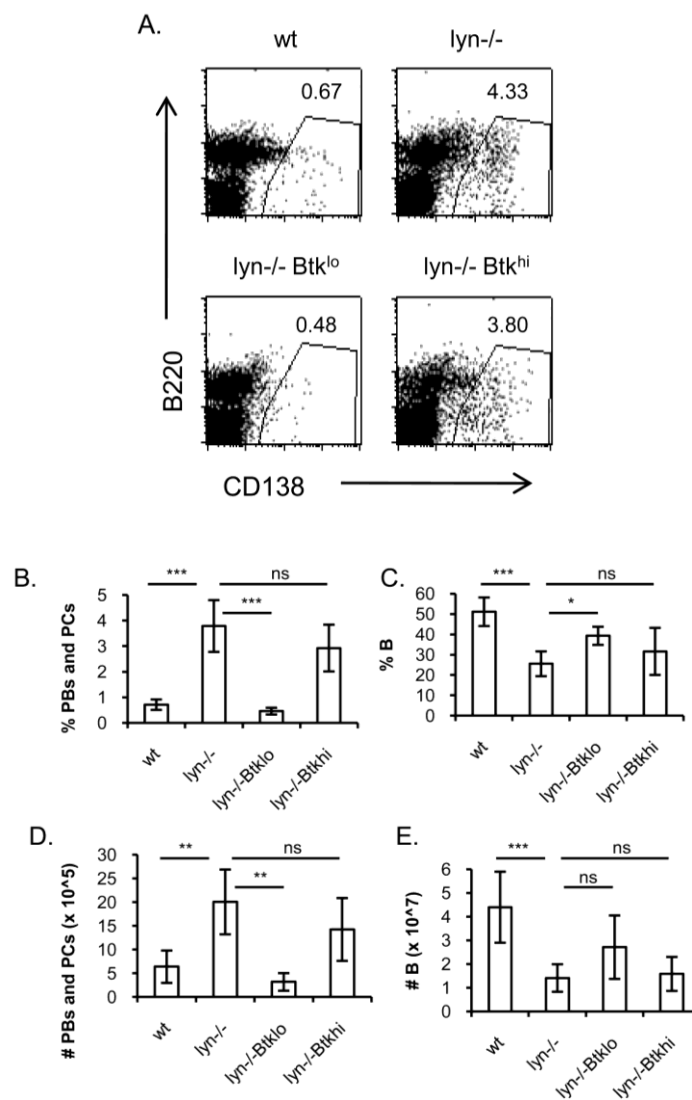 A.
wt lyn-/-
0.67 4.33
lyn-/- Btk^lo lyn-/- Btk^hi
0.48 3.80
B220
CD138
B.
*** ns
***
% PBs and PCs
5
4
3
2
1
0
wt lyn-/- lyn-/-Btklo lyn-/-Btkhi
C.
*** ns
*
% B
60
50
40
30
20
10
0
wt lyn-/- lyn-/-Btklo lyn-/-Btkhi
D.
** ns
**
# PBs and PCs (x 10^5)
30
25
20
15
10
5
0
wt lyn-/- lyn-/-Btklo lyn-/-Btkhi
E.
*** ns
ns
# B (x 10^7)
6
5
4
3
2
1
0
wt lyn-/- lyn-/-Btklo lyn-/-Btkhi